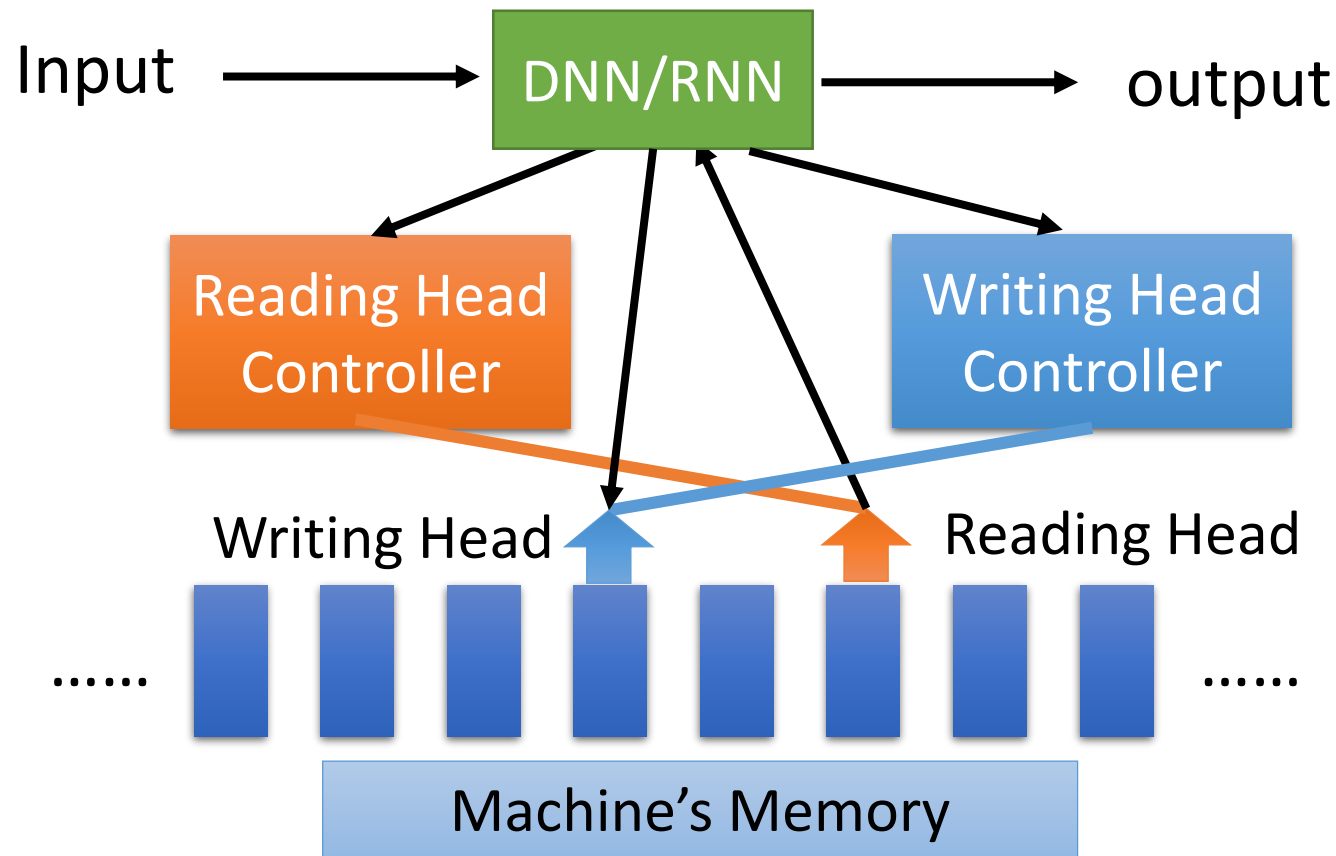 Input
DNN/RNN
output
Reading Head
Controller
Writing Head
Controller
Writing Head
Reading Head
……
……
Machine’s Memory